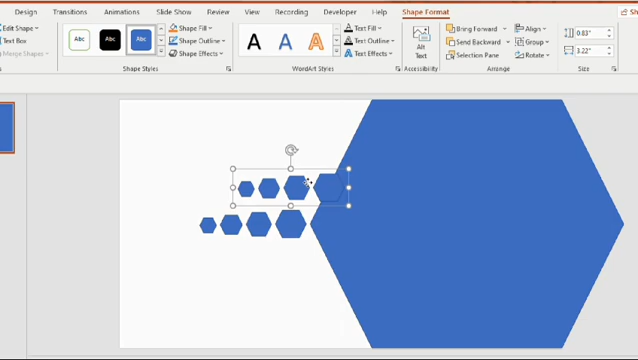 Design Transitions Animations Slide Show Review View Recording Developer Help Shape Format Sh
Edit Shape
Text Box
Merge Shapes
Abc Abc Abc
Shape Fill
Shape Outline
Shape Effects
Shape Styles
A A A
Text Fill
Text Outline
Text Effects
WordArt Styles
Alt
Text
Accessibility
Bring Forward
Send Backward
Selection Pane
Align
Group
Rotate
Arrange
0.83"
3.22"
Size